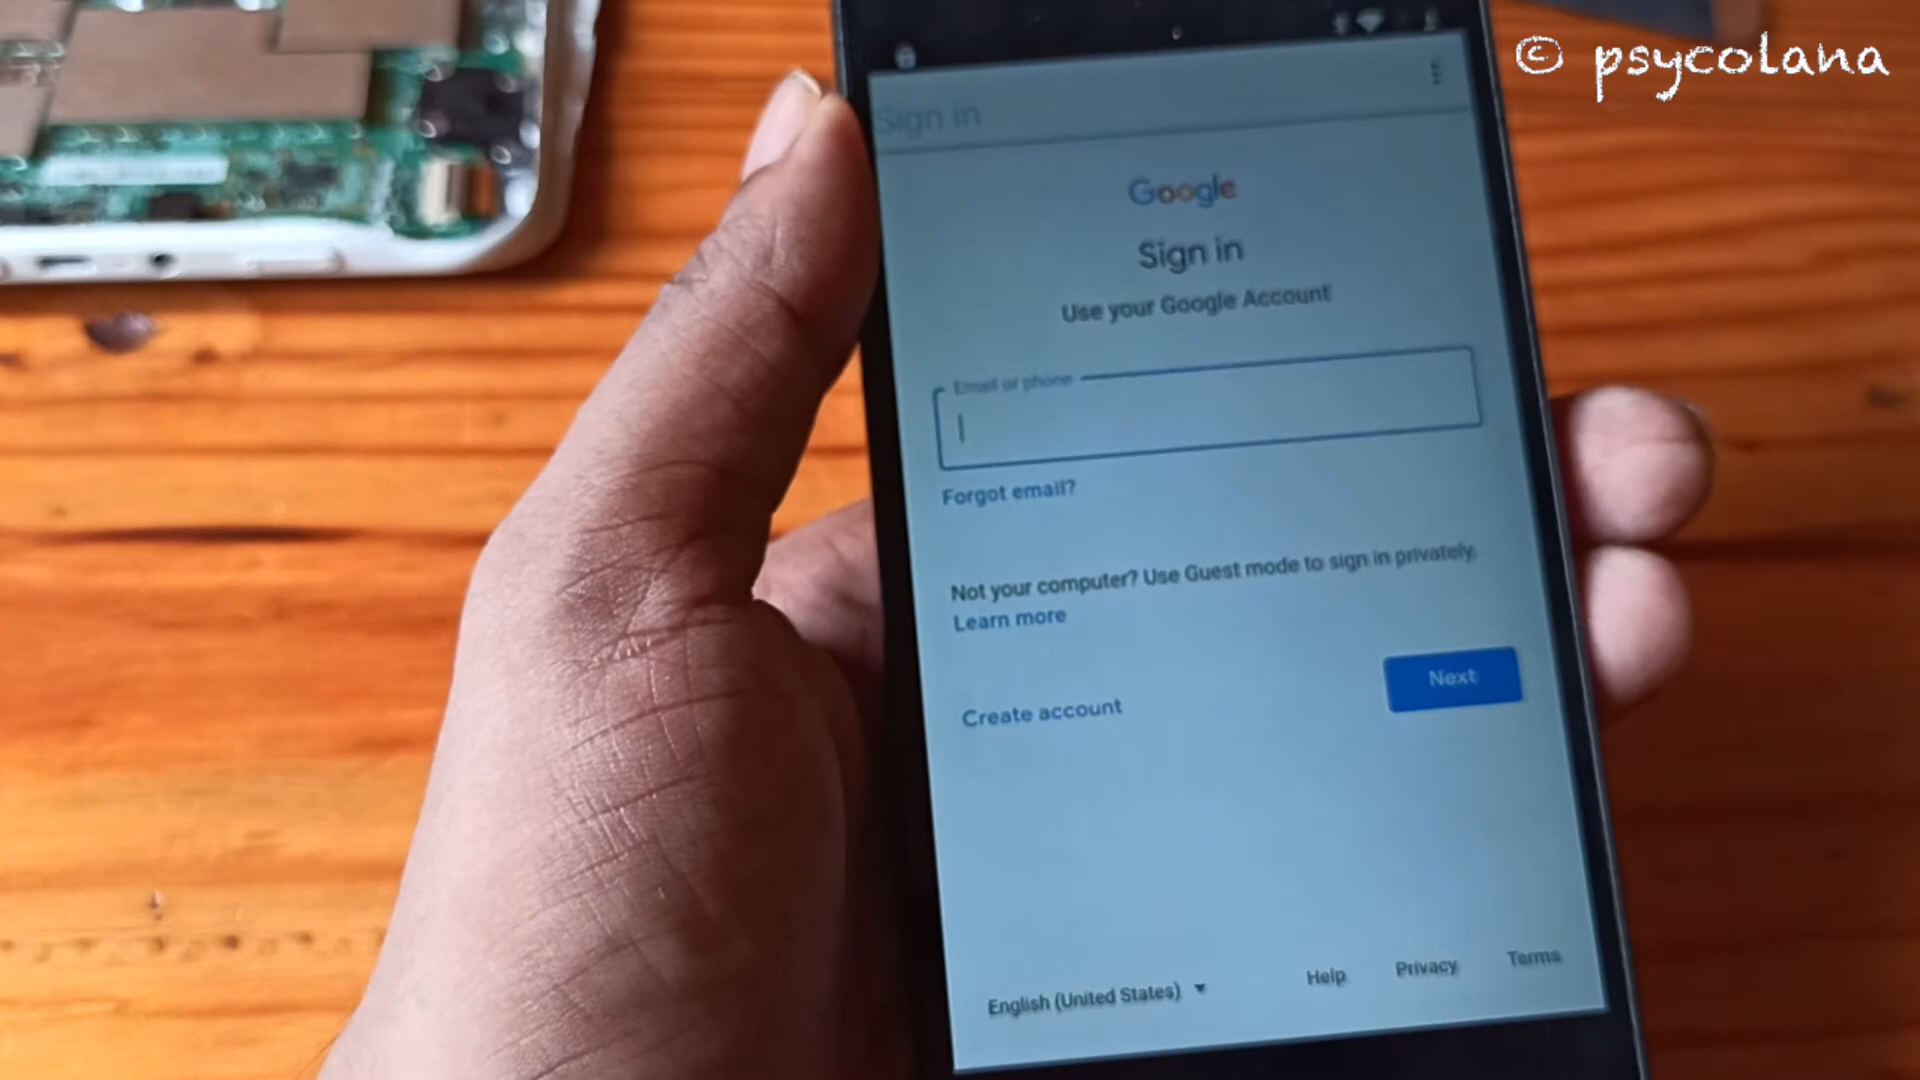 © psycolana
Sign in
Google
Sign in
Use your Google Account
Email or phone
Forgot email?
Not your computer? Use Guest mode to sign in privately.
Learn more
Next
Create account
English (United States)
Help
Privacy
Terms